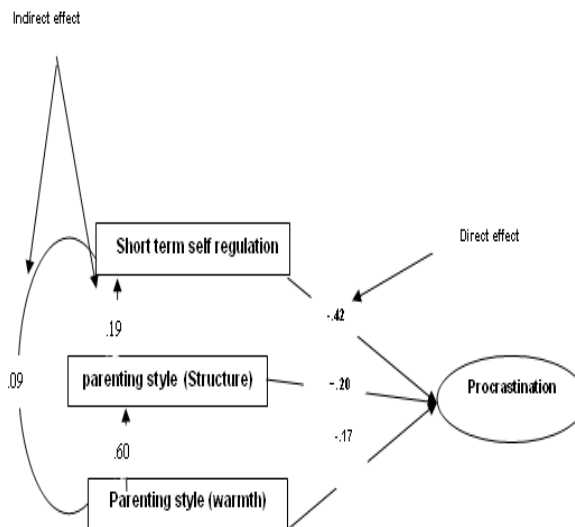 Indirect effect
Short term self regulation
Direct effect
-.42
.19
.09
parenting style (Structure)
-.20
Procrastination
-.17
.60
Parenting style (warmth)